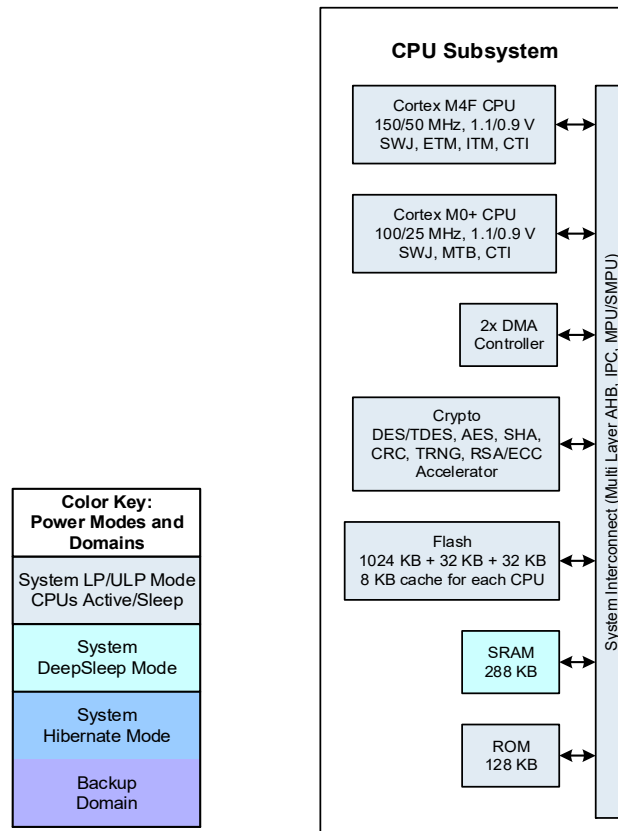 CPU Subsystem
Cortex M4F CPU
150/50 MHz, 1.1/0.9 V
SWJ, ETM, ITM, CTI
Cortex M0+ CPU
100/25 MHz, 1.1/0.9 V
SWJ, MTB, CTI
2x DMA
Controller
Crypto
DES/TDES, AES, SHA,
CRC, TRNG, RSA/ECC
Accelerator
Flash
1024 KB + 32 KB + 32 KB
8 KB cache for each CPU
SRAM
288 KB
ROM
128 KB
System Interconnect (Multi Layer AHB, IPC, MPU/SMPU)
Color Key:
Power Modes and
Domains
System LP/ULP Mode
CPUs Active/Sleep
System
DeepSleep Mode
System
Hibernate Mode
Backup
Domain